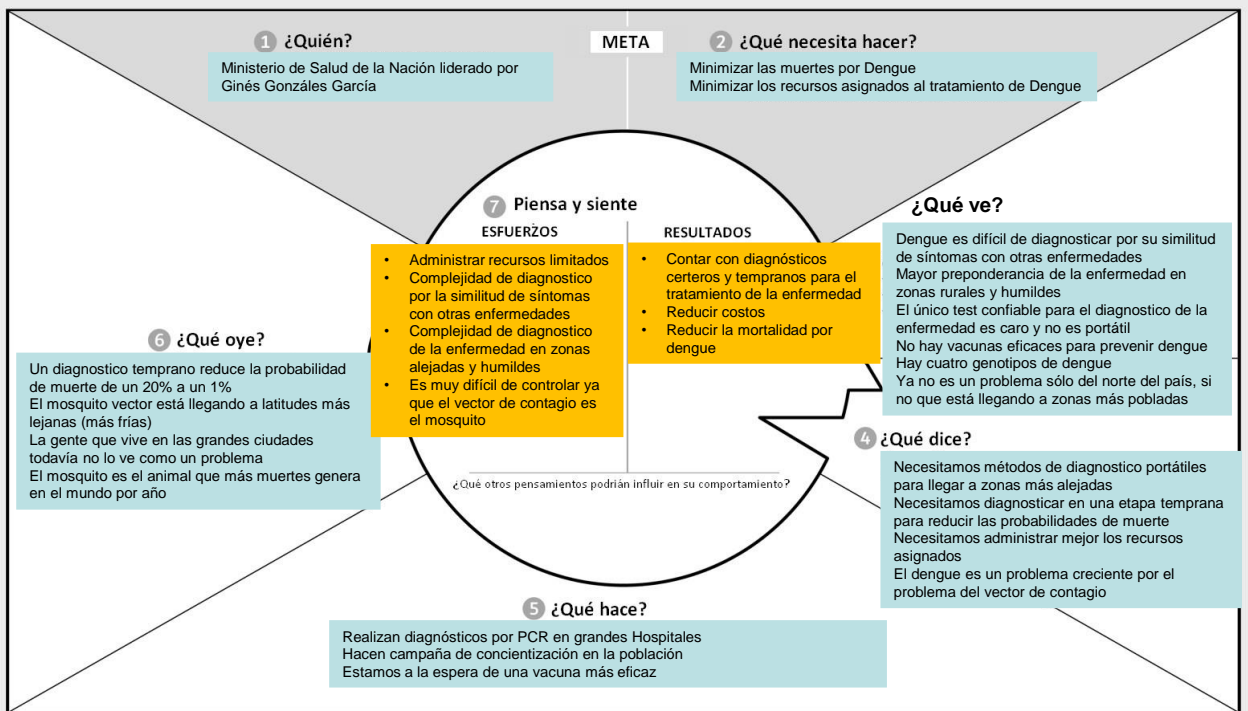 1 ¿Quién?
Ministerio de Salud de la Nación liderado por
Ginés Gonzáles García
META
2 ¿Qué necesita hacer?
Minimizar las muertes por Dengue
Minimizar los recursos asignados al tratamiento de Dengue
¿Qué ve?
Dengue es difícil de diagnosticar por su similitud
de síntomas con otras enfermedades
Mayor preponderancia de la enfermedad en
zonas rurales y humildes
El único test confiable para el diagnostico de la
enfermedad es caro y no es portátil
No hay vacunas eficaces para prevenir dengue
Hay cuatro genotipos de dengue
Ya no es un problema sólo del norte del país, si
no que está llegando a zonas más pobladas
4 ¿Qué dice?
Necesitamos métodos de diagnostico portátiles
para llegar a zonas más alejadas
Necesitamos diagnosticar en una etapa temprana
para reducir las probabilidades de muerte
Necesitamos administrar mejor los recursos
asignados
El dengue es un problema creciente por el
problema del vector de contagio
5 ¿Qué hace?
Realizan diagnósticos por PCR en grandes Hospitales
Hacen campaña de concientización en la población
Estamos a la espera de una vacuna más eficaz
6 ¿Qué oye?
Un diagnostico temprano reduce la probabilidad
de muerte de un 20% a un 1%
El mosquito vector está llegando a latitudes más
lejanas (más frías)
La gente que vive en las grandes ciudades
todavía no lo ve como un problema
El mosquito es el animal que más muertes genera
en el mundo por año
7 Piensa y siente
ESFUERZOS
• Administrar recursos limitados
• Complejidad de diagnostico
por la similitud de síntomas
con otras enfermedades
• Complejidad de diagnostico
de la enfermedad en zonas
alejadas y humildes
• Es muy difícil de controlar ya
que el vector de contagio es
el mosquito
RESULTADOS
• Contar con diagnósticos
certeros y tempranos para el
tratamiento de la enfermedad
• Reducir costos
• Reducir la mortalidad por
dengue
¿Qué otros pensamientos podrián influir en su comportamiento?